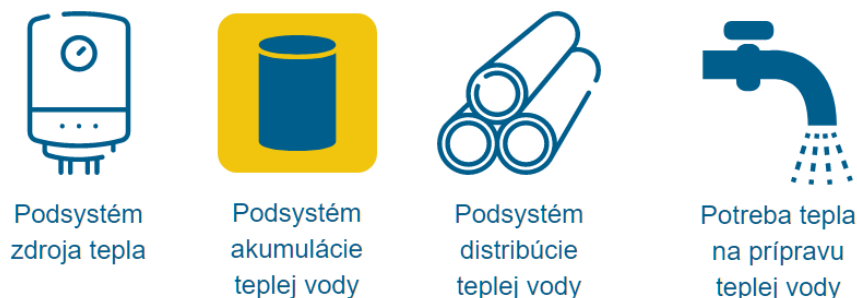 Podsystém
zdroja tepla
Podsystém
akumulácie
teplej vody
Podsystém
distribúcie
teplej vody
Potreba tepla
na prípravu
teplej vody